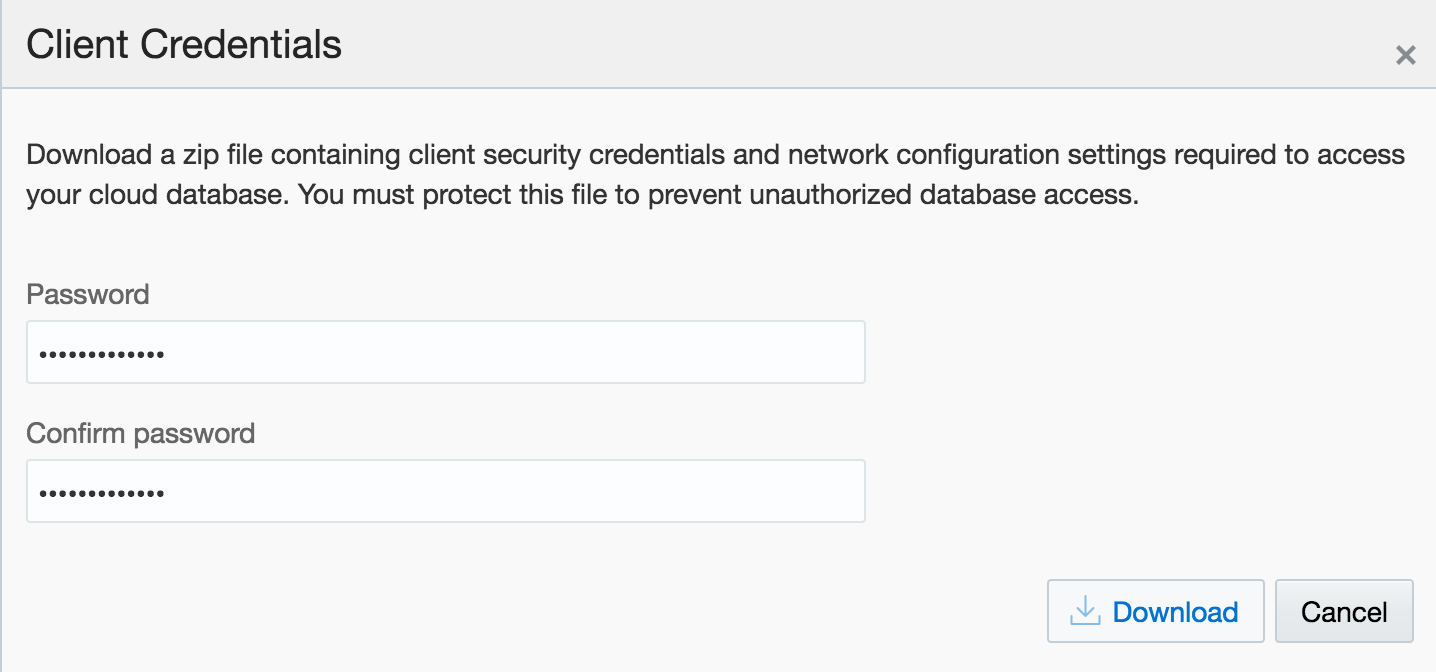 Client Credentials
×
Download a zip file containing client security credentials and network configuration settings required to access
your cloud database. You must protect this file to prevent unauthorized database access.
Password
•••••••••••••
Confirm password
•••••••••••••
Download
Cancel